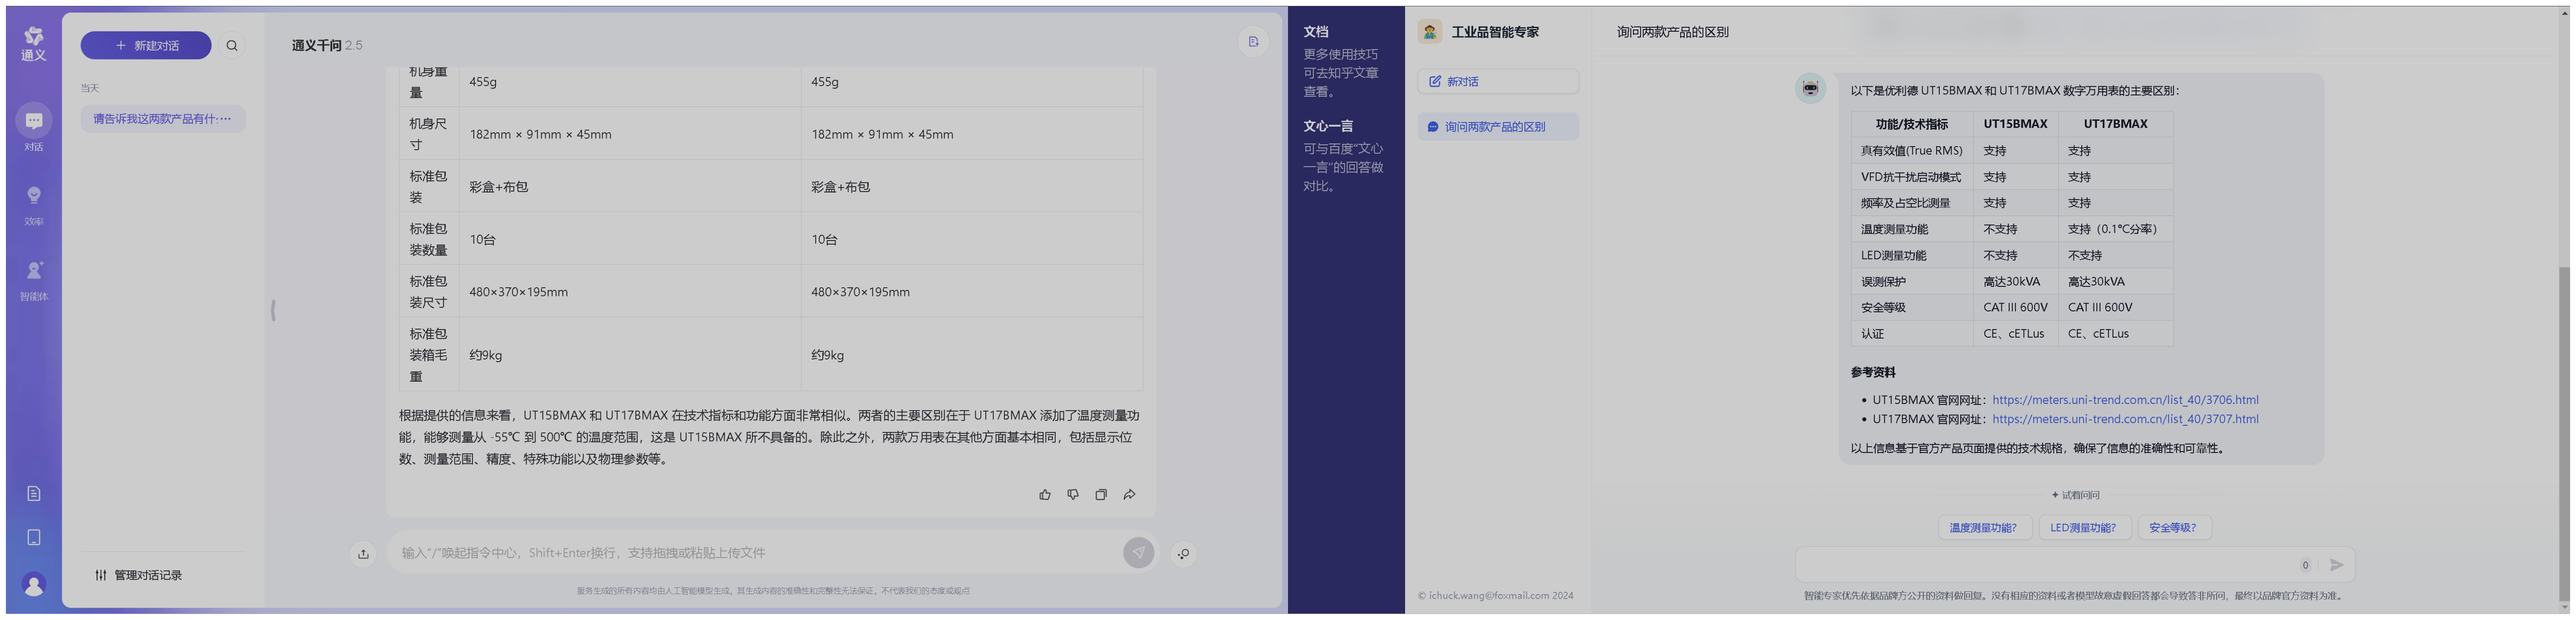 通义
对话
效率
智能体
新建对话
当天
请告诉我这两款产品有什:···
管理对话记录
通义千问 2.5
机身重量 455g 455g
机身尺寸 182mm × 91mm × 45mm 182mm × 91mm × 45mm
标准包装 彩盒+布包 彩盒+布包
标准包装数量 10台 10台
标准包装尺寸 480×370×195mm 480×370×195mm
标准包装箱毛重 约9kg 约9kg
根据提供的信息来看，UT15BMAX 和 UT17BMAX 在技术指标和功能方面非常相似。两者的主要区别在于 UT17BMAX 添加了温度测量功
能，能够测量从 -55℃ 到 500℃ 的温度范围，这是 UT15BMAX 所不具备的。除此之外，两款万用表在其他方面基本相同，包括显示位
数、测量范围、精度、特殊功能以及物理参数等。
输入“/”唤起指令中心，Shift+Enter换行，支持拖拽或粘贴上传文件
服务生成的所有内容均由人工智能模型生成，其生成内容的准确性和完整性无法保证，不代表我们的态度或观点
文档
更多使用技巧
可去知乎文章
查看。
文心一言
可与百度“文心
一言”的回答做
对比。
工业品智能专家
新对话
询问两款产品的区别
© ichuck.wang@foxmail.com 2024
询问两款产品的区别
以下是优利德 UT15BMAX 和 UT17BMAX 数字万用表的主要区别：
功能/技术指标 UT15BMAX UT17BMAX
真有效值(True RMS) 支持 支持
VFD抗干扰启动模式 支持 支持
频率及占空比测量 支持 支持
温度测量功能 不支持 支持（0.1°C分率）
LED测量功能 不支持 不支持
误测保护 高达30kVA 高达30kVA
安全等级 CAT III 600V CAT III 600V
认证 CE、cETLus CE、cETLus
参考资料
• UT15BMAX 官网网址：https://meters.uni-trend.com.cn/list_40/3706.html
• UT17BMAX 官网网址：https://meters.uni-trend.com.cn/list_40/3707.html
以上信息基于官方产品页面提供的技术规格，确保了信息的准确性和可靠性。
试着问问
温度测量功能?
LED测量功能?
安全等级?
0
智能专家优先依据品牌方公开的资料做回复。没有相应的资料或者模型故意虚假回答都会导致答非所问，最终以品牌官方资料为准。